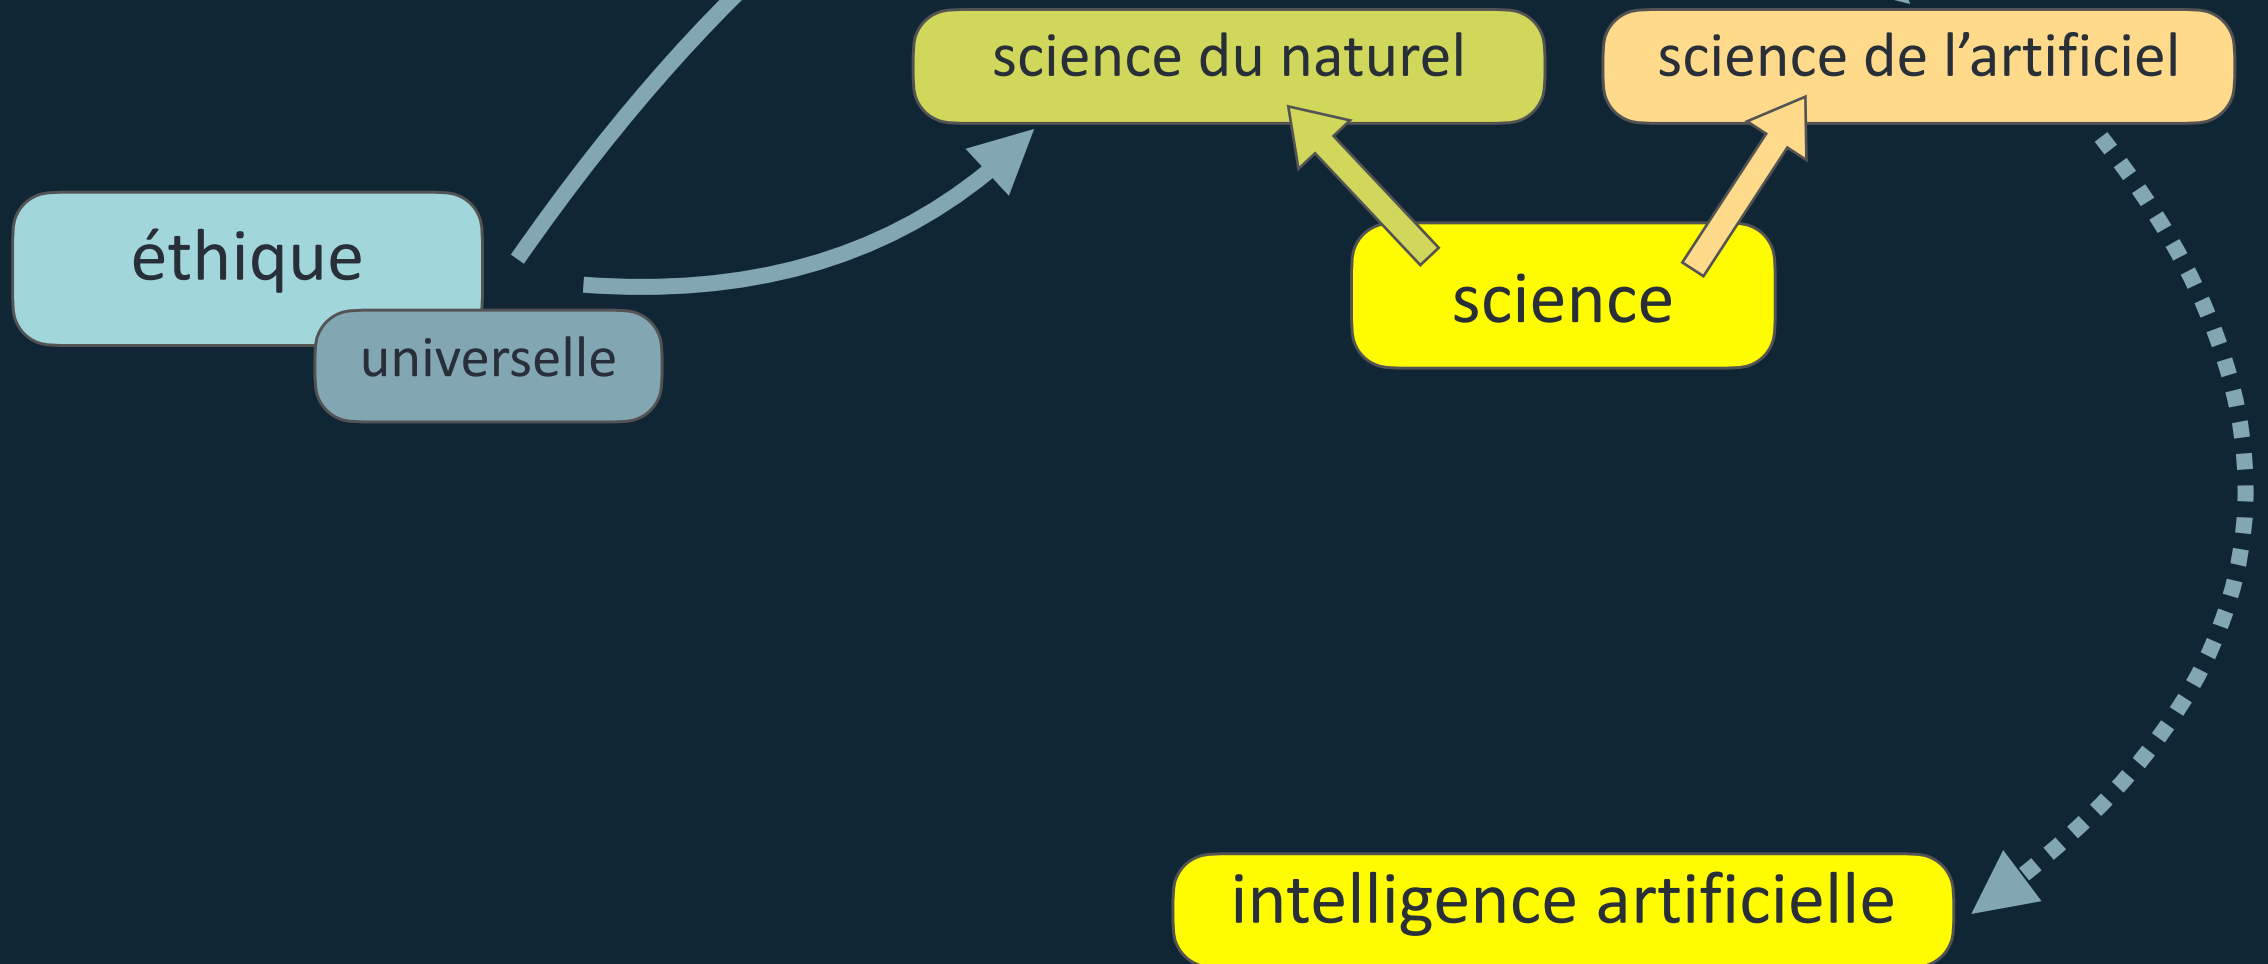 science du naturel
science de l’artificiel
éthique
universelle
science
intelligence artificielle